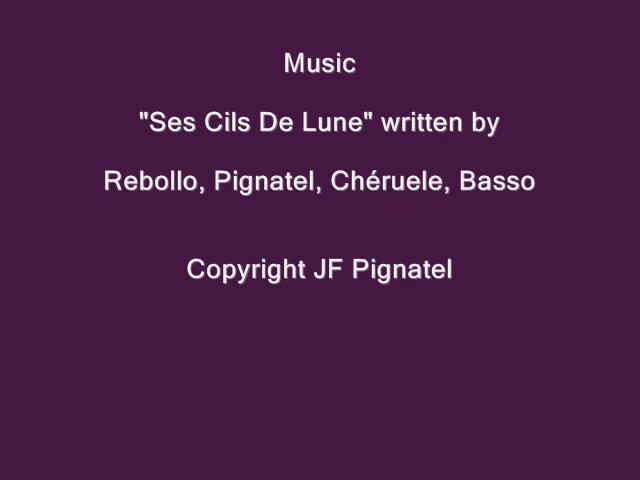 Music
"Ses Cils De Lune" written by
Rebollo, Pignatel, Chéruele, Basso
Copyright JF Pignatel